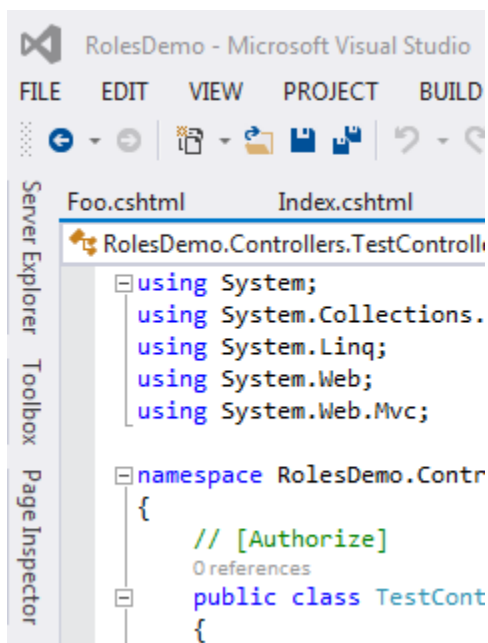 RolesDemo - Microsoft Visual Studio
FILE EDIT VIEW PROJECT BUILD
Server Explorer
Toolbox
Page Inspector
Foo.cshtml Index.cshtml
RolesDemo.Controllers.TestControlle
using System;
using System.Collections.
using System.Linq;
using System.Web;
using System.Web.Mvc;
namespace RolesDemo.Contr
{
// [Authorize]
0 references
public class TestCont
{